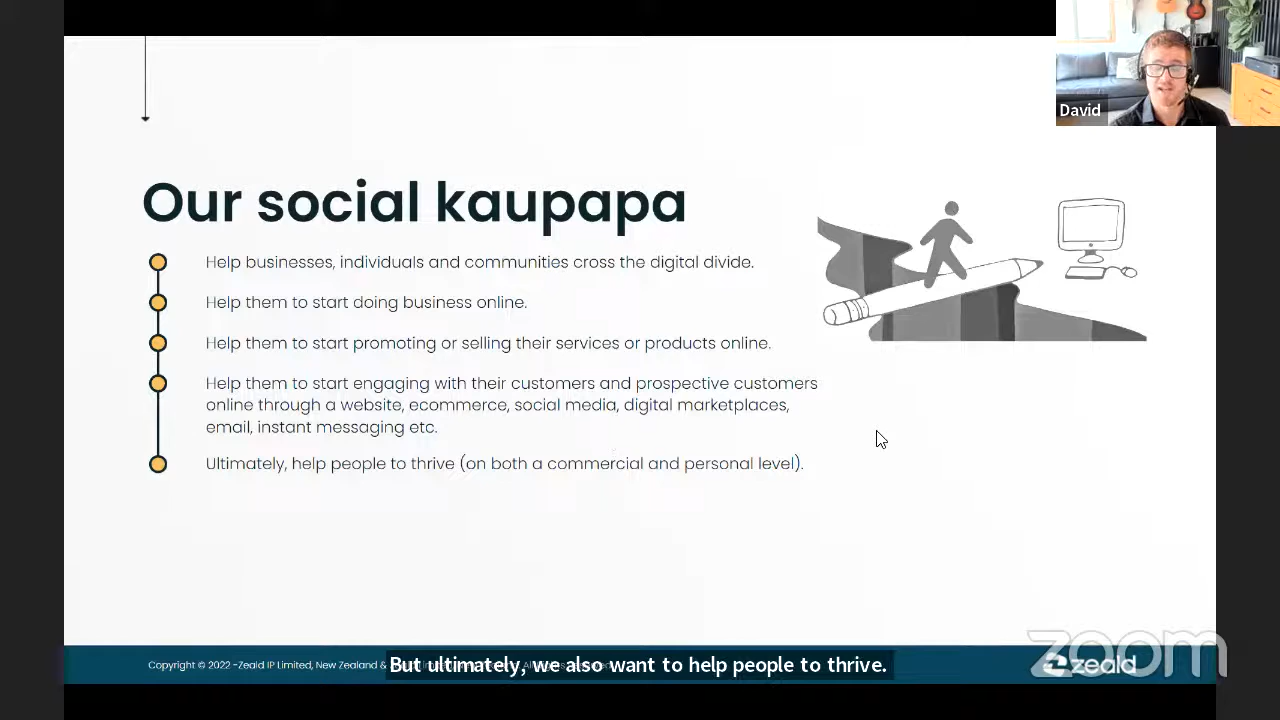 David
Our social kaupapa
Help businesses, individuals and communities cross the digital divide.
Help them to start doing business online.
Help them to start promoting or selling their services or products online.
Help them to start engaging with their customers and prospective customers
online through a website, ecommerce, social media, digital marketplaces,
email, instant messaging etc.
Ultimately, help people to thrive (on both a commercial and personal level).
Copyright © 2022 -Zeald IP Limited, New Zealand &
But ultimately, we also want to help people to thrive.
zeald
zoom